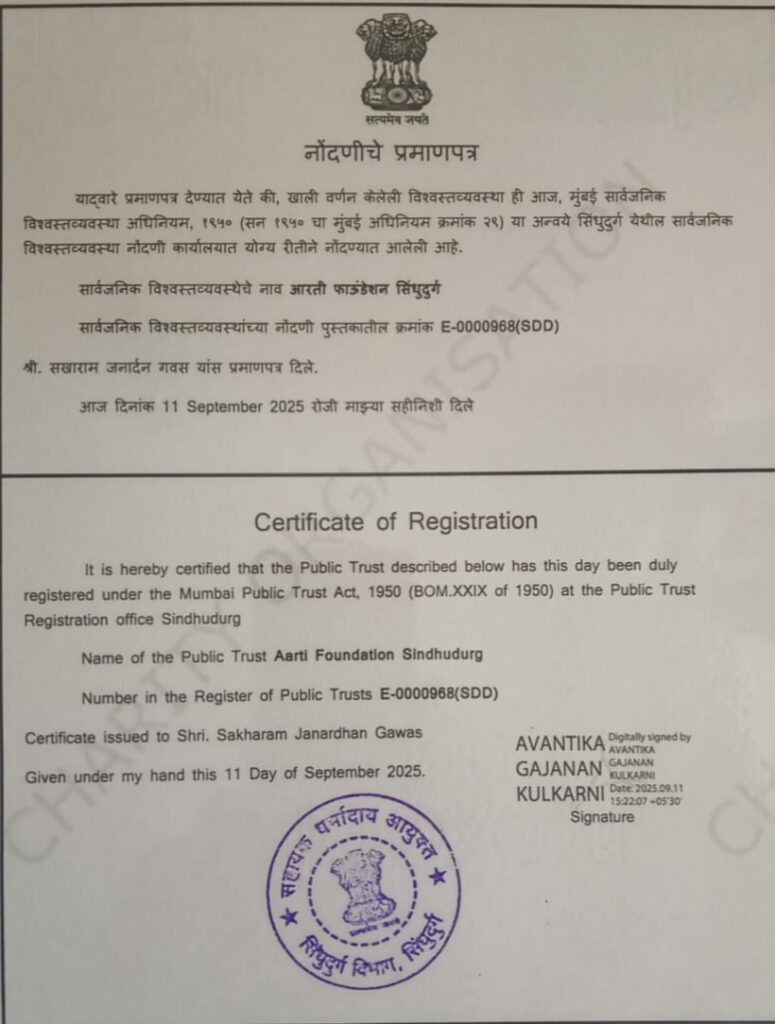 सत्यमेव जयते
नोंदणीचे प्रमाणपत्र
याद्वारे प्रमाणपत्र देण्यात येते की, खाली वर्णन केलेली विश्वस्तव्यवस्था ही आज, मुंबई सार्वजनिक
विश्वस्तव्यवस्था अधिनियम, १९५० (सन १९५० चा मुंबई अधिनियम क्रमांक २९) या अन्वये सिंधुदुर्ग येथील सार्वजनिक
विश्वस्तव्यवस्था नोंदणी कार्यालयात योग्य रीतीने नोंदण्यात आलेली आहे.
सार्वजनिक विश्वस्तव्यवस्थेचे नाव आरती फाऊंडेशन सिंधुदुर्ग
सार्वजनिक विश्वस्तव्यवस्थांच्या नोंदणी पुस्तकातील क्रमांक E-0000968(SDD)
श्री. सखाराम जनार्दन गवस यांस प्रमाणपत्र दिले.
आज दिनांक 11 September 2025 रोजी माझ्या सहीनिशी दिले
Certificate of Registration
It is hereby certified that the Public Trust described below has this day been duly
registered under the Mumbai Public Trust Act, 1950 (BOM.XXIX of 1950) at the Public Trust
Registration office Sindhudurg
Name of the Public Trust Aarti Foundation Sindhudurg
Number in the Register of Public Trusts E-0000968(SDD)
Certificate issued to Shri. Sakharam Janardhan Gawas
Given under my hand this 11 Day of September 2025.
AVANTIKA
GAJANAN
KULKARNI
Digitally signed by
AVANTIKA
GAJANAN
KULKARNI
Date: 2025.09.11
15:22:07 +05'30'
Signature
सहायक धर्मादाय आयुक्त
सिंधुदुर्ग विभाग, सिंधुदुर्ग
CHARITY ORGANISATION